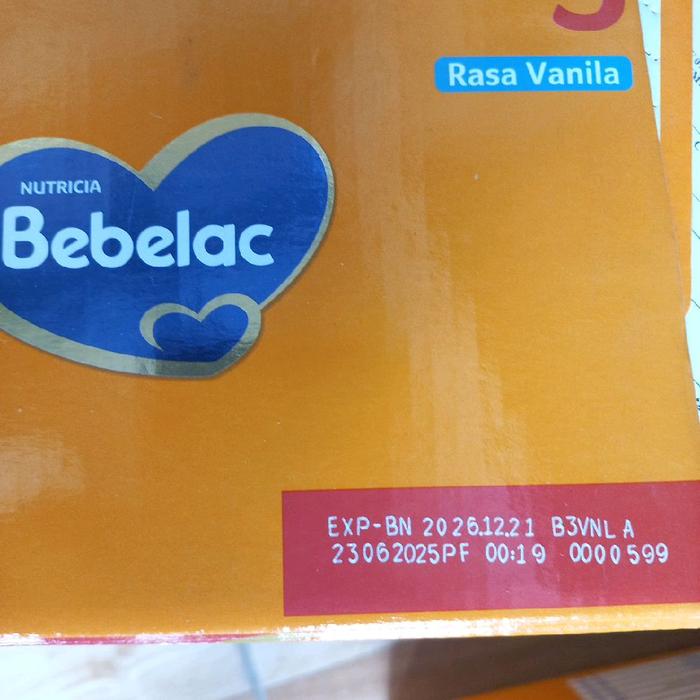 Rasa Vanila
NUTRICIA
Bebelac
EXP-BN 2026.12.21 B3VNL A
23062025PF 00:19 0000599